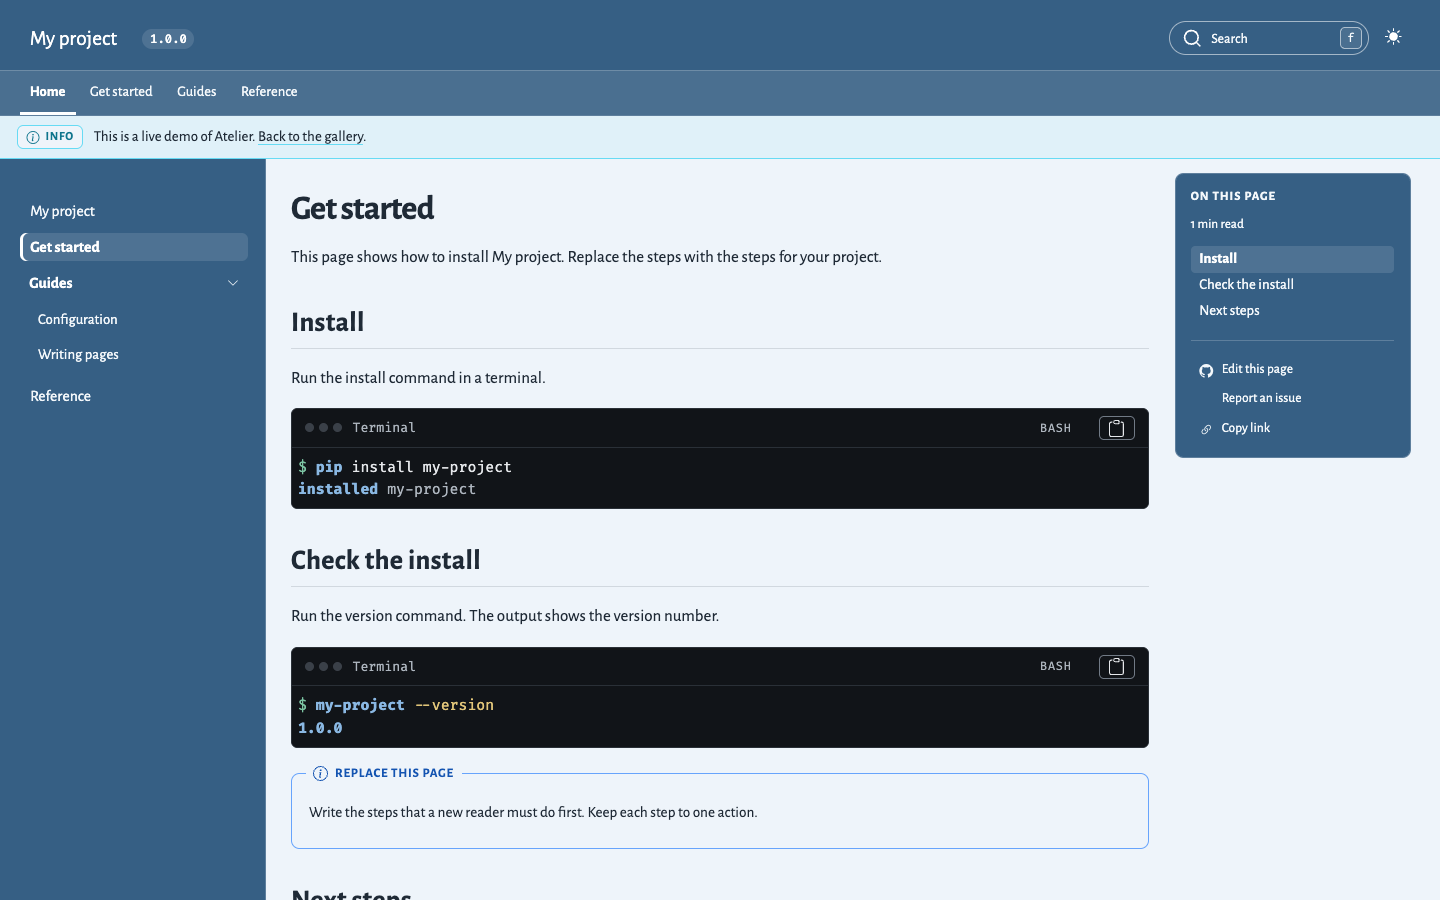 My project
1.0.0
Search
f
Home
Get started
Guides
Reference
INFO
This is a live demo of Atelier. Back to the gallery.
My project
Get started
Guides
Configuration
Writing pages
Reference
Get started
This page shows how to install My project. Replace the steps with the steps for your project.
Install
Run the install command in a terminal.
Terminal
BASH
$ pip install my-project
installed my-project
Check the install
Run the version command. The output shows the version number.
Terminal
BASH
$ my-project --version
1.0.0
REPLACE THIS PAGE
Write the steps that a new reader must do first. Keep each step to one action.
Next steps
ON THIS PAGE
1 min read
Install
Check the install
Next steps
Edit this page
Report an issue
Copy link